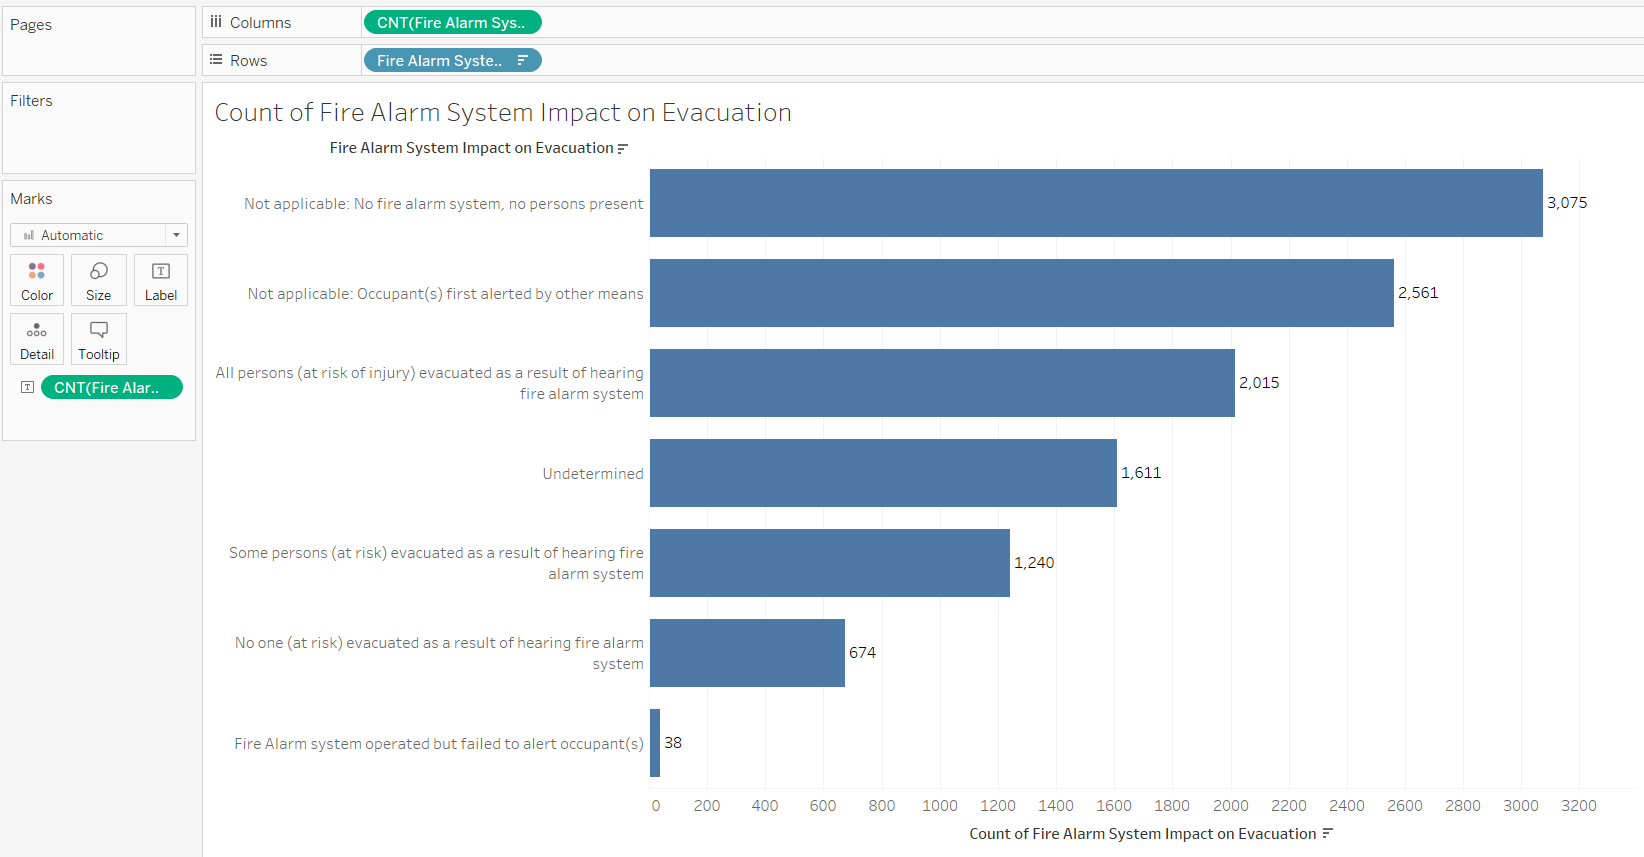 Pages
Columns
CNT(Fire Alarm Sys..
Rows
Fire Alarm Syste..
Filters
Marks
Automatic
Color
Size
T
Label
Detail
Tooltip
T
CNT(Fire Alar..
Count of Fire Alarm System Impact on Evacuation
Fire Alarm System Impact on Evacuation
Not applicable: No fire alarm system, no persons present
3,075
Not applicable: Occupant(s) first alerted by other means
2,561
All persons (at risk of injury) evacuated as a result of hearing
fire alarm system
2,015
Undetermined
1,611
Some persons (at risk) evacuated as a result of hearing fire
alarm system
1,240
No one (at risk) evacuated as a result of hearing fire alarm
system
674
Fire Alarm system operated but failed to alert occupant(s)
38
0 200 400 600 800 1000 1200 1400 1600 1800 2000 2200 2400 2600 2800 3000 3200
Count of Fire Alarm System Impact on Evacuation